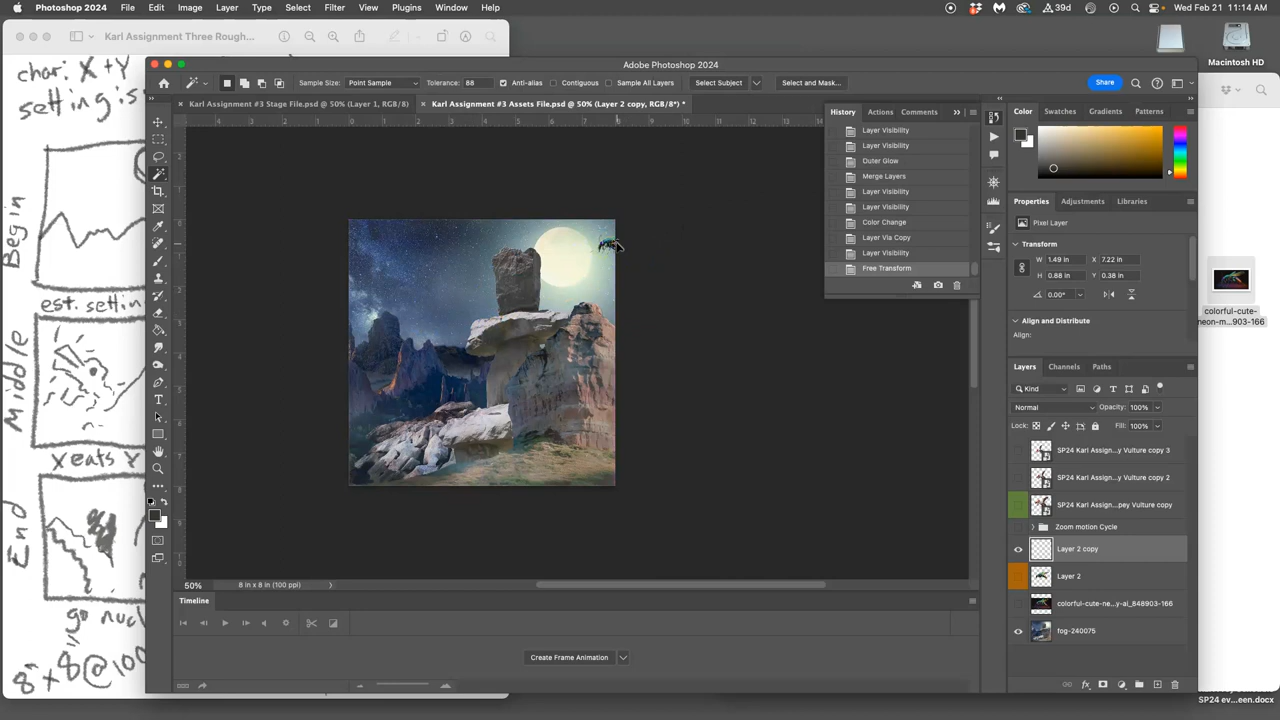 Photoshop 2024 File Edit Image Layer Type Select Filter View Plugins Window Help
39d
Wed Feb 21 11:14 AM
Karl Assignment Three Rough...
Adobe Photoshop 2024
Macintosh HD
Sample Size: Point Sample Tolerance: 88 Anti-alias Contiguous Sample All Layers Select Subject Select and Mask... Share
Karl Assignment #3 Stage File.psd @ 50% (Layer 1, RGB/8)
Karl Assignment #3 Assets File.psd @ 50% (Layer 2 copy, RGB/8*) *
char: X + Y
setting is
Begin
est. settin
Middle
X eats Y
End
go nucl
8" x 8" @ 100
History Actions Comments
Layer Visibility
Layer Visibility
Outer Glow
Merge Layers
Layer Visibility
Layer Visibility
Color Change
Layer Via Copy
Layer Visibility
Free Transform
Color Swatches Gradients Patterns
Properties Adjustments Libraries
Pixel Layer
Transform
W: 1.49 in X: 7.22 in
H: 0.88 in Y: 0.38 in
0.00°
Align and Distribute
Align:
Layers Channels Paths
Kind
Normal Opacity: 100%
Lock: Fill: 100%
SP24 Karl Assign...y Vulture copy 3
SP24 Karl Assign...y Vulture copy 2
SP24 Karl Assign...pey Vulture copy
Zoom motion Cycle
Layer 2 copy
Layer 2
colorful-cute-ne...y-ai_848903-166
fog-240075
50% 8 in x 8 in (100 ppi)
Timeline
Create Frame Animation
colorful-cute-
neon-m...903-166
SP24 ev...een.docx